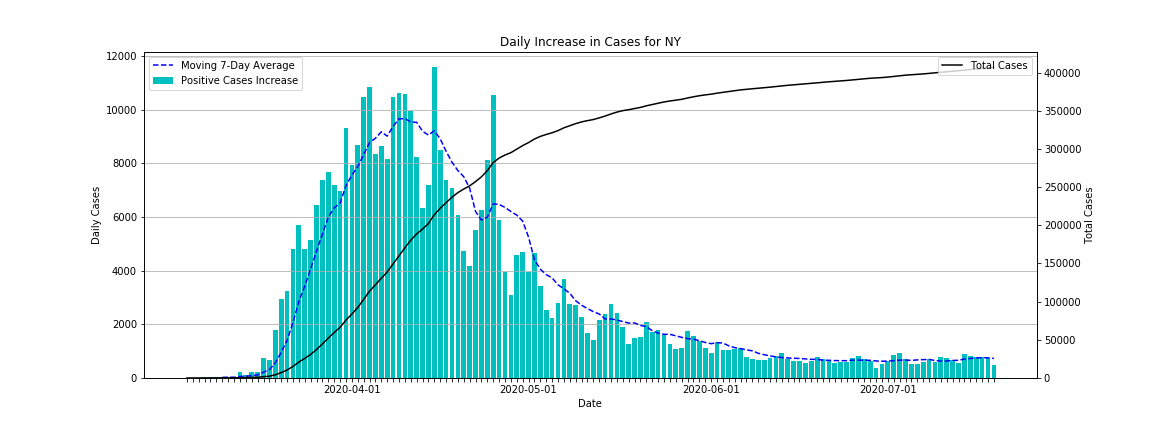 Daily Increase in Cases for NY
Moving 7-Day Average
Positive Cases Increase
Total Cases
12000
10000
8000
6000
4000
2000
0
Daily Cases
400000
350000
300000
250000
200000
150000
100000
50000
0
Total Cases
2020-04-01
2020-05-01
2020-06-01
2020-07-01
Date